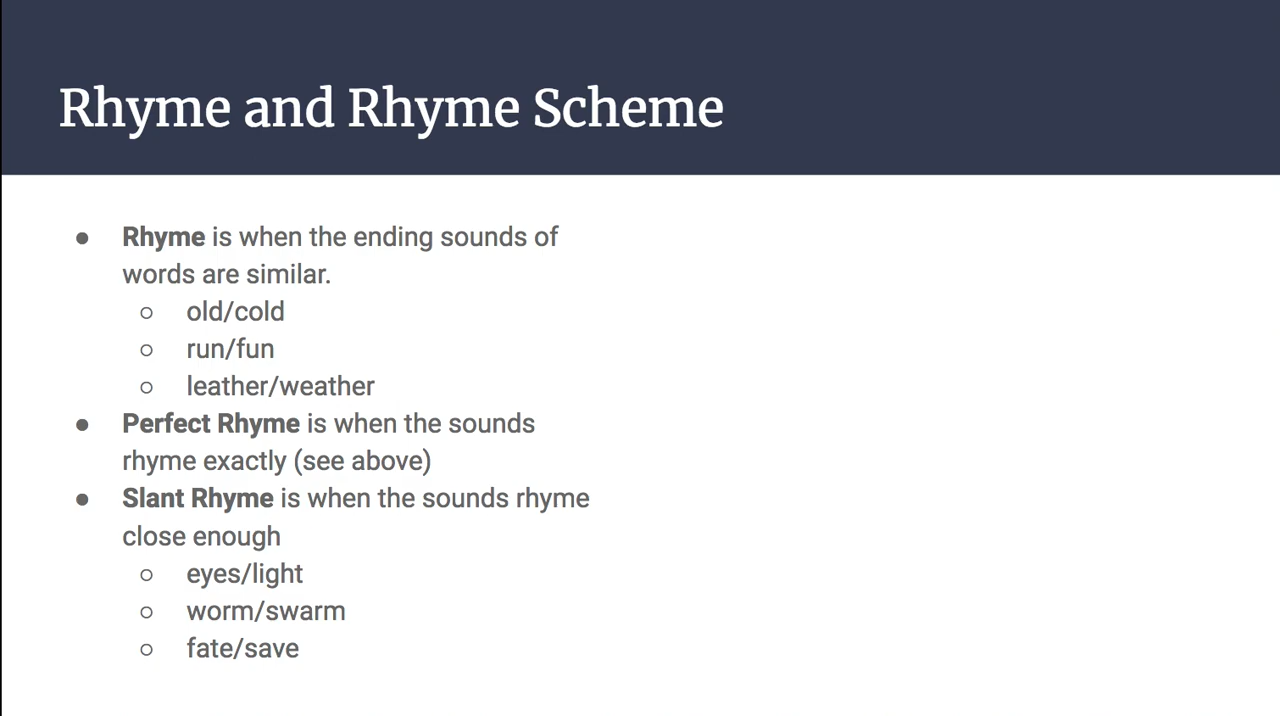 Rhyme and Rhyme Scheme
● Rhyme is when the ending sounds of
words are similar.
○ old/cold
○ run/fun
○ leather/weather
● Perfect Rhyme is when the sounds
rhyme exactly (see above)
● Slant Rhyme is when the sounds rhyme
close enough
○ eyes/light
○ worm/swarm
○ fate/save